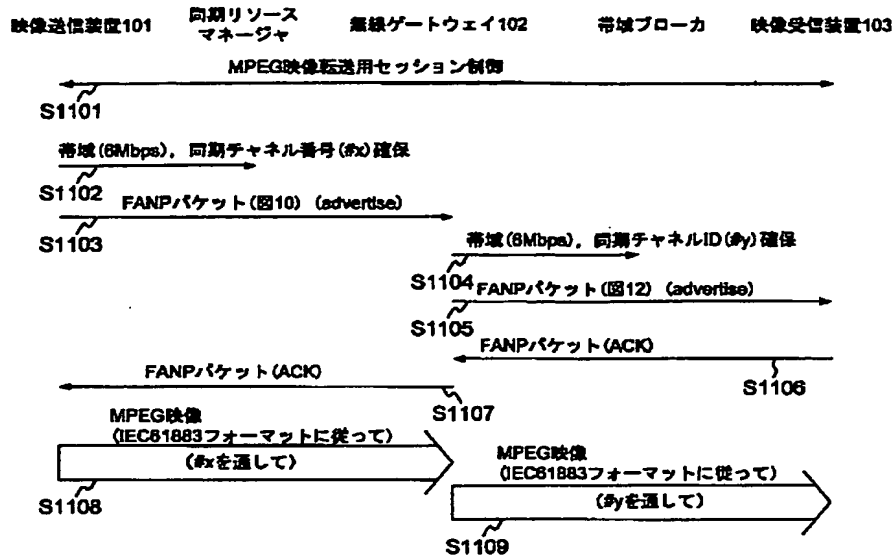 映像送信装置101
同期リソース
マネージャ
無線ゲートウェイ102
帯域ブローカ
映像受信装置103
MPEG映像転送用セッション制御
S1101
帯域(6Mbps), 同期チャネル番号(#x)確保
S1102
FANPパケット(図10) (advertise)
S1103
帯域(6Mbps), 同期チャネルID(#y)確保
S1104
FANPパケット(図12) (advertise)
S1105
FANPパケット(ACK)
S1106
FANPパケット(ACK)
S1107
MPEG映像
(IEC61883フォーマットに従って)
(#xを通して)
S1108
MPEG映像
(IEC61883フォーマットに従って)
(#yを通して)
S1109